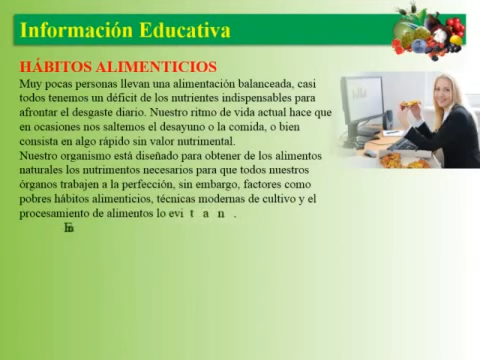 Información Educativa
HÁBITOS ALIMENTICIOS
Muy pocas personas llevan una alimentación balanceada, casi
todos tenemos un déficit de los nutrientes indispensables para
afrontar el desgaste diario. Nuestro ritmo de vida actual hace que
en ocasiones nos saltemos el desayuno o la comida, o bien
consista en algo rápido sin valor nutrimental.
Nuestro organismo está diseñado para obtener de los alimentos
naturales los nutrimentos necesarios para que todos nuestros
órganos trabajen a la perfección, sin embargo, factores como
pobres hábitos alimenticios, técnicas modernas de cultivo y el
procesamiento de alimentos lo evi t a n .